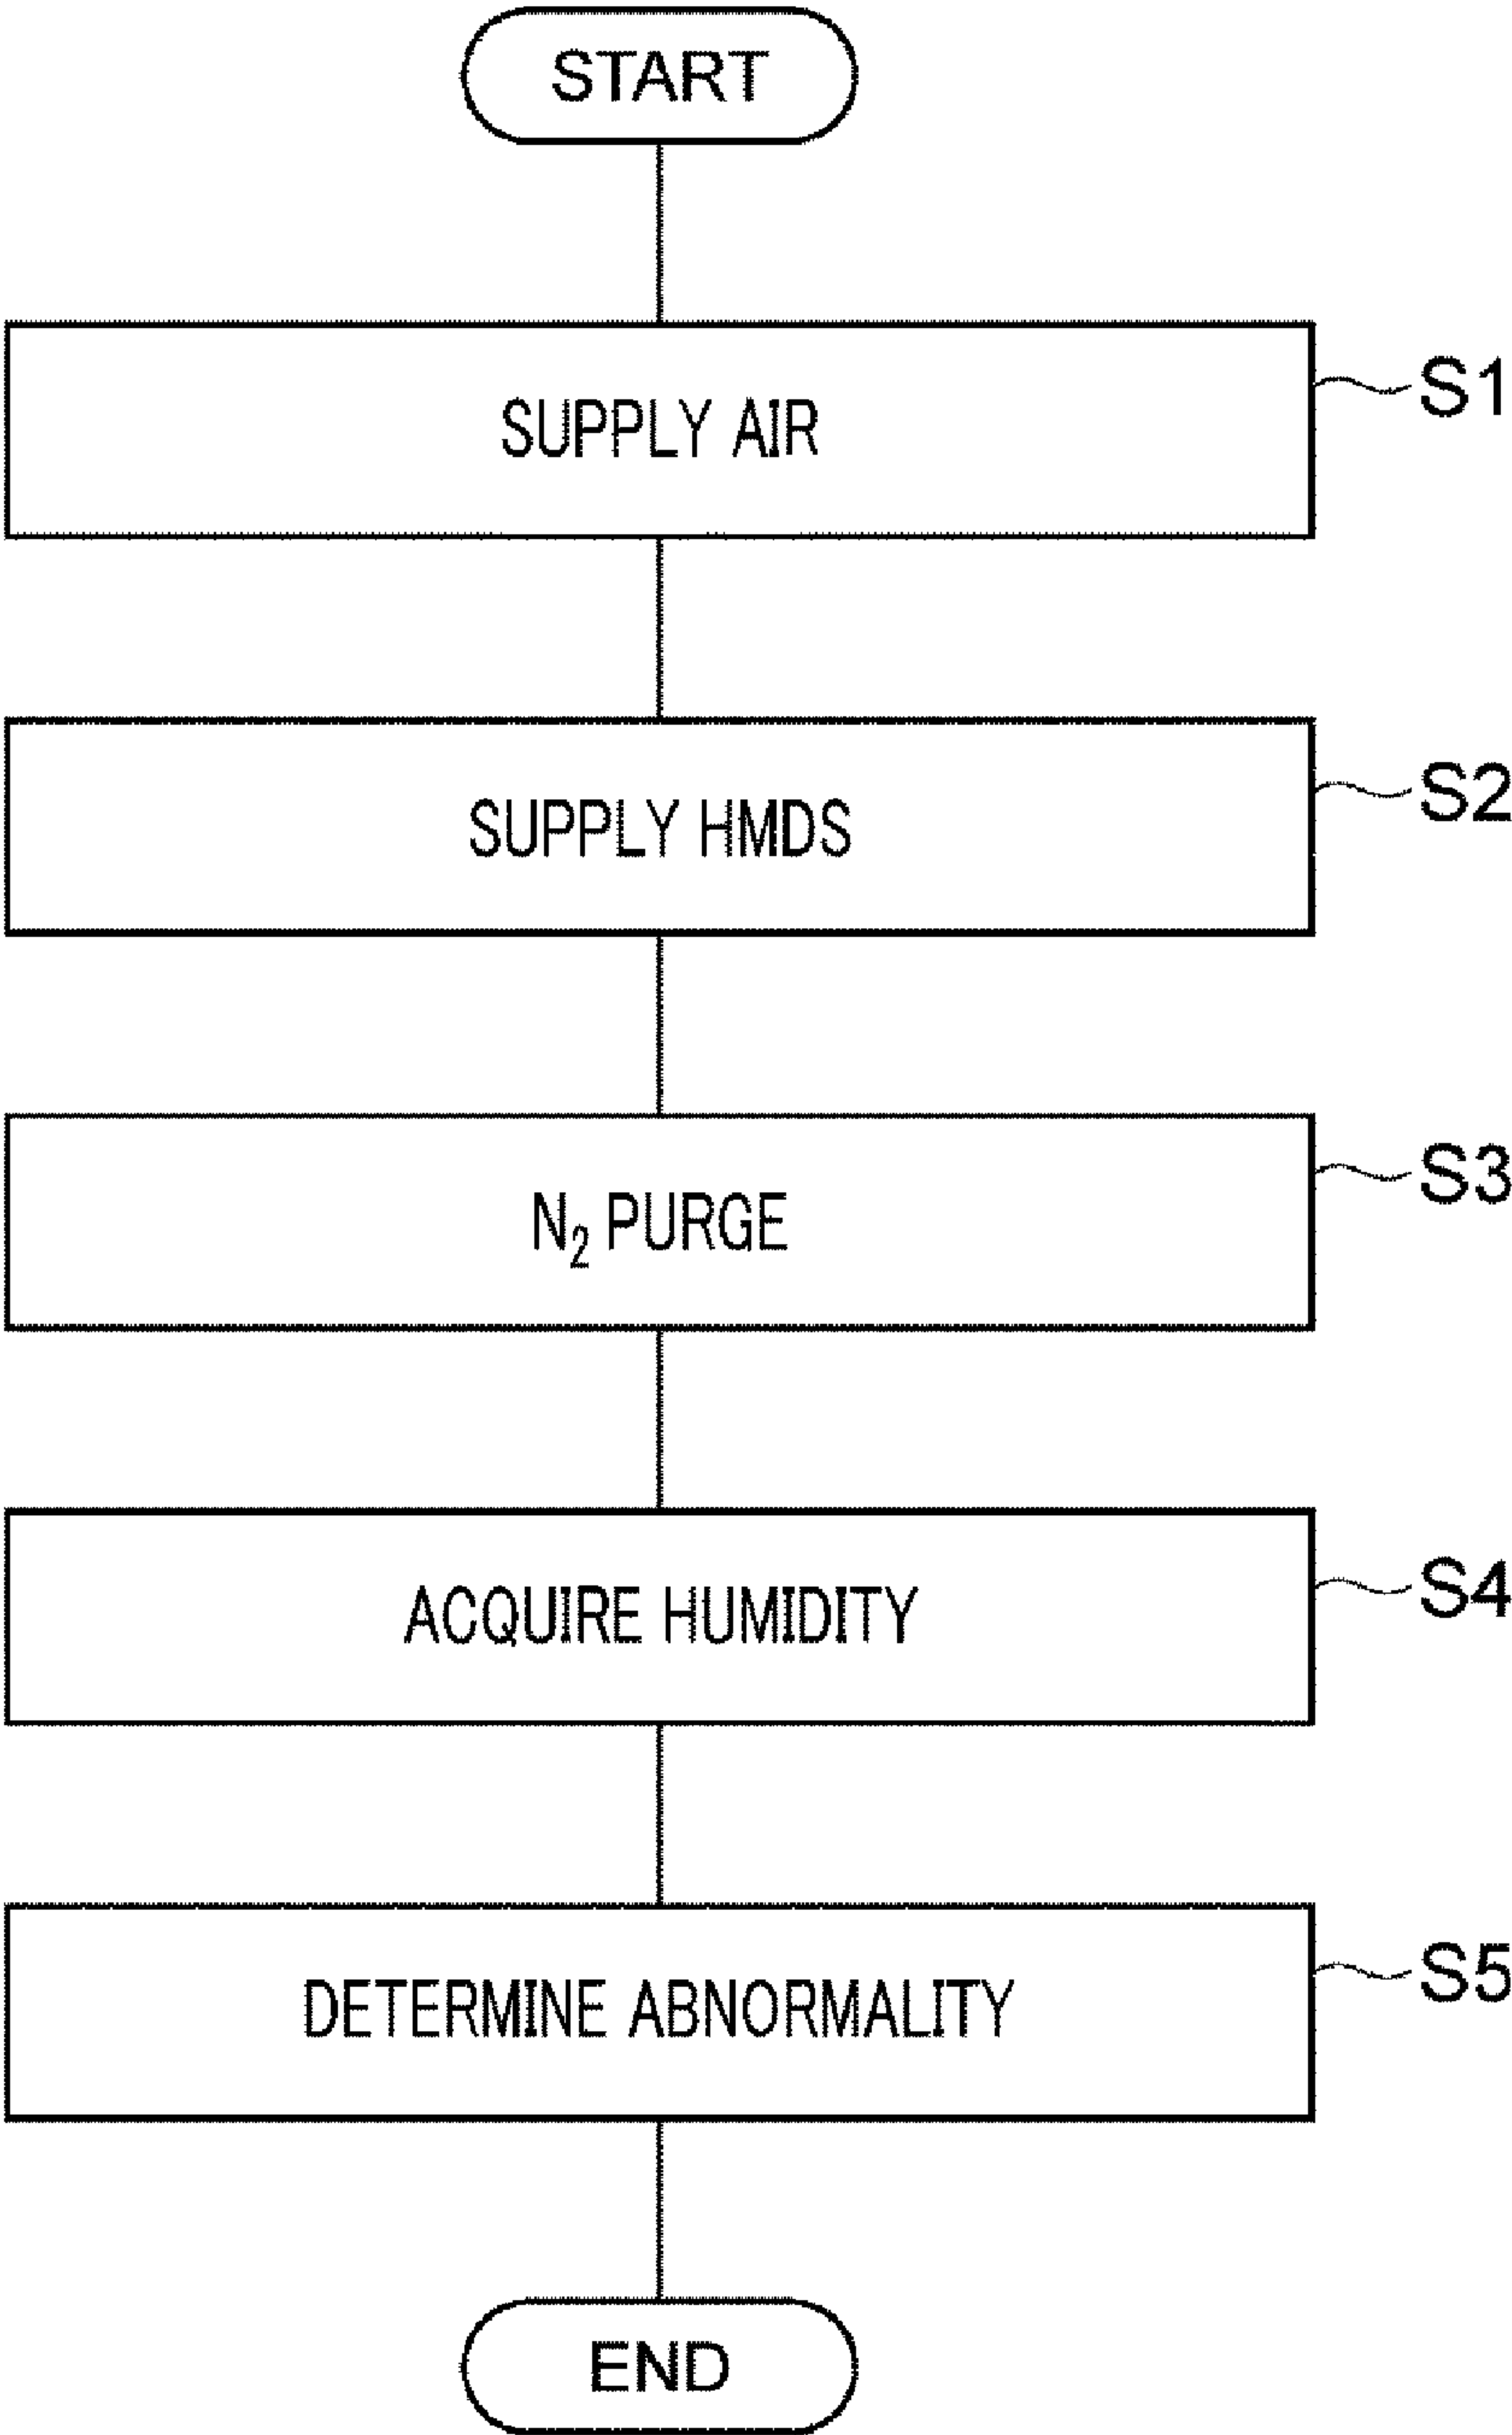 START
SUPPLY AIR
S1
SUPPLY HMDS
S2
N₂ PURGE
S3
ACQUIRE HUMIDITY
S4
DETERMINE ABNORMALITY
S5
END